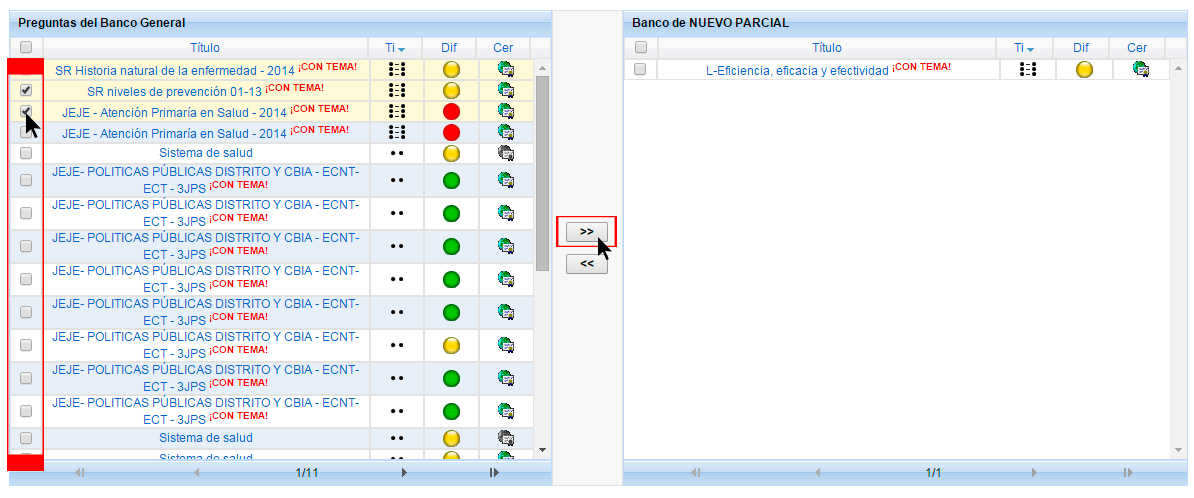 Preguntas del Banco General
Título Ti Dif Cer
SR Historia natural de la enfermedad - 2014 ¡CON TEMA!
SR niveles de prevención 01-13 ¡CON TEMA!
JEJE - Atención Primaría en Salud - 2014 ¡CON TEMA!
JEJE - Atención Primaría en Salud - 2014 ¡CON TEMA!
Sistema de salud
JEJE- POLITICAS PÚBLICAS DISTRITO Y CBIA - ECNT-
ECT - 3JPS ¡CON TEMA!
JEJE- POLITICAS PÚBLICAS DISTRITO Y CBIA - ECNT-
ECT - 3JPS ¡CON TEMA!
JEJE- POLITICAS PÚBLICAS DISTRITO Y CBIA - ECNT-
ECT - 3JPS ¡CON TEMA!
JEJE- POLITICAS PÚBLICAS DISTRITO Y CBIA - ECNT-
ECT - 3JPS ¡CON TEMA!
JEJE- POLITICAS PÚBLICAS DISTRITO Y CBIA - ECNT-
ECT - 3JPS ¡CON TEMA!
JEJE- POLITICAS PÚBLICAS DISTRITO Y CBIA - ECNT-
ECT - 3JPS ¡CON TEMA!
JEJE- POLITICAS PÚBLICAS DISTRITO Y CBIA - ECNT-
ECT - 3JPS ¡CON TEMA!
JEJE- POLITICAS PÚBLICAS DISTRITO Y CBIA - ECNT-
ECT - 3JPS ¡CON TEMA!
Sistema de salud
Sistema de salud
1/11
>>
<<
Banco de NUEVO PARCIAL
Título Ti Dif Cer
L-Eficiencia, eficacia y efectividad ¡CON TEMA!
1/1